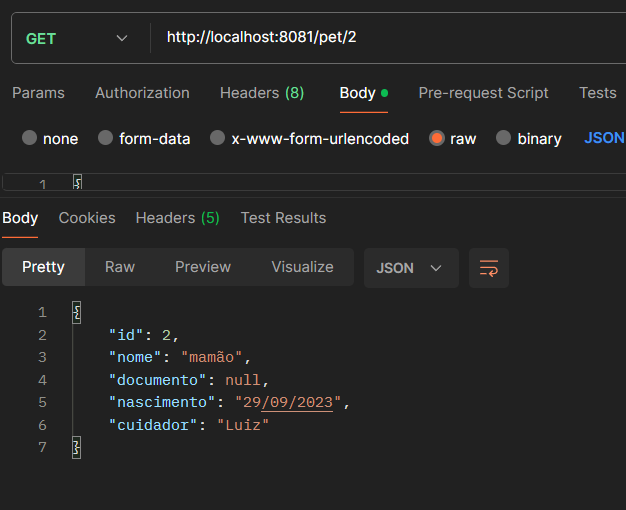 GET http://localhost:8081/pet/2
Params Authorization Headers (8) Body Pre-request Script Tests
none form-data x-www-form-urlencoded raw binary JSON
1 {
Body Cookies Headers (5) Test Results
Pretty Raw Preview Visualize JSON
1 {
2 "id": 2,
3 "nome": "mamão",
4 "documento": null,
5 "nascimento": "29/09/2023",
6 "cuidador": "Luiz"
7 }